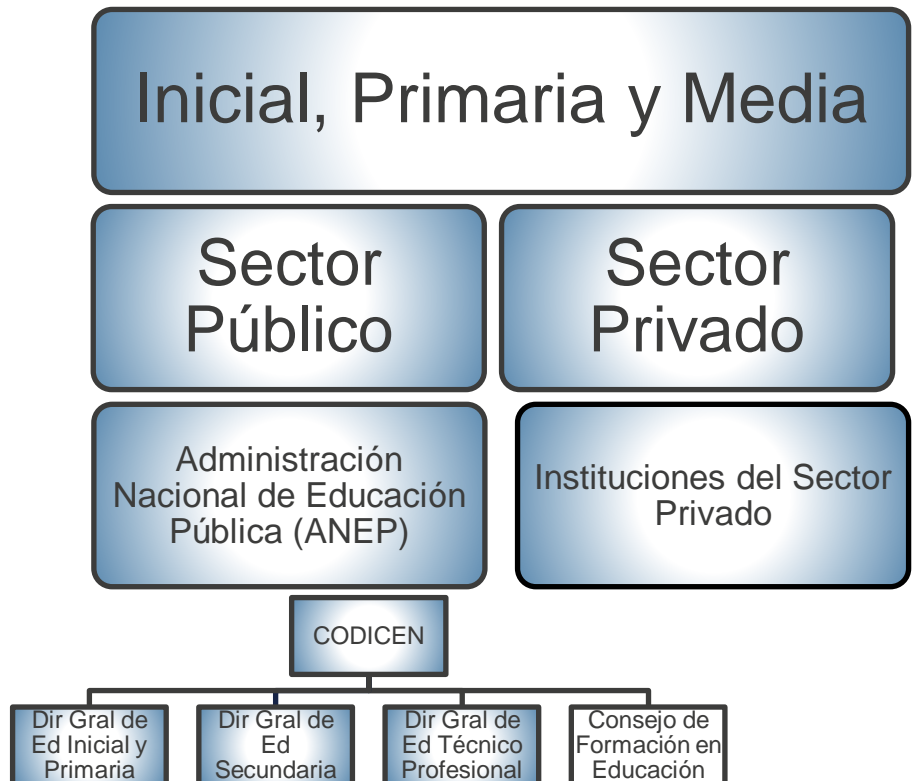 Inicial, Primaria y Media
Sector
Público
Sector
Privado
Administración
Nacional de Educación
Pública (ANEP)
Instituciones del Sector
Privado
CODICEN
Dir Gral de
Ed Inicial y
Primaria
Dir Gral de
Ed
Secundaria
Dir Gral de
Ed Técnico
Profesional
Consejo de
Formación en
Educación